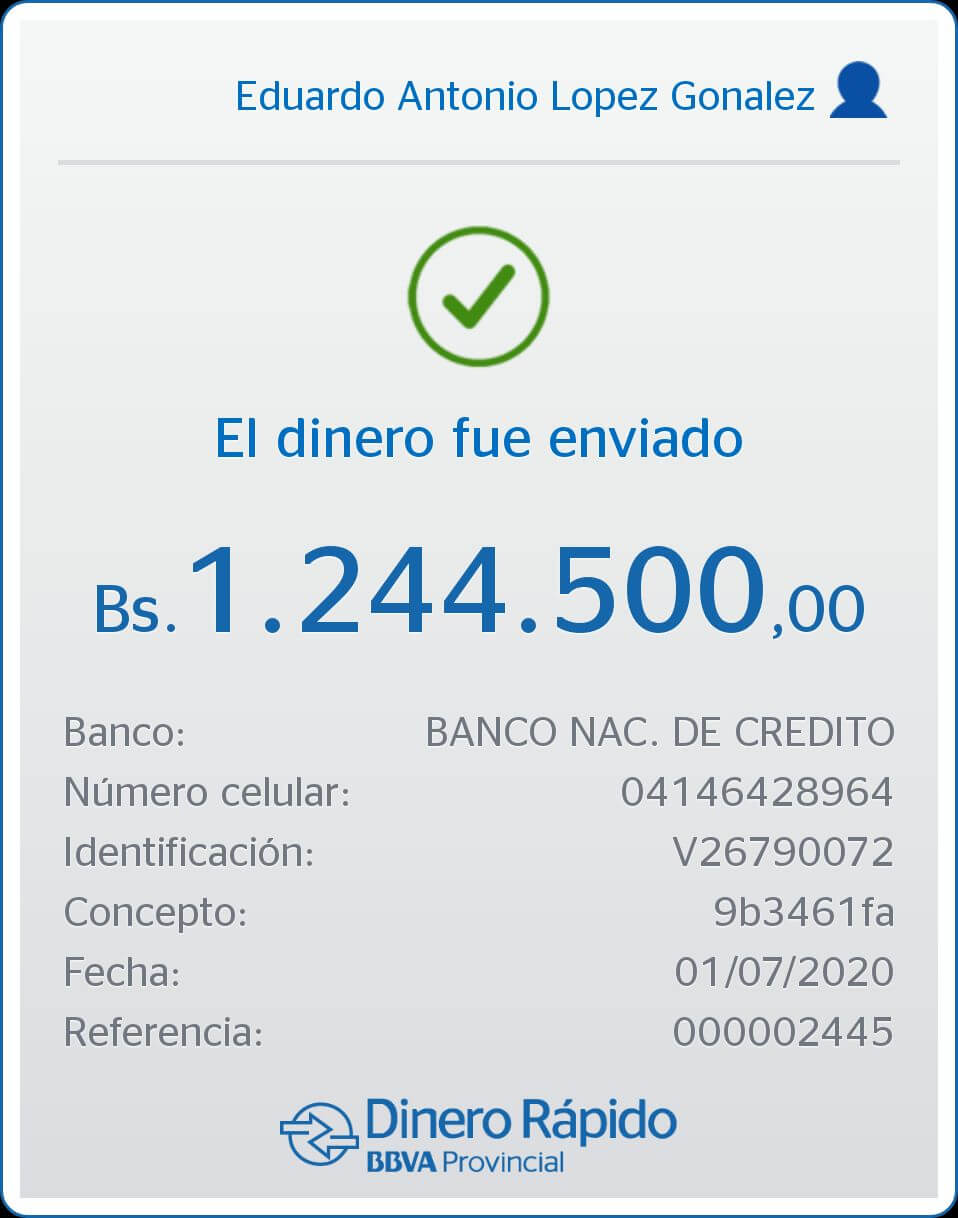 Eduardo Antonio Lopez Gonalez
El dinero fue enviado
Bs. 1.244.500,00
Banco: BANCO NAC. DE CREDITO
Número celular: 04146428964
Identificación: V26790072
Concepto: 9b3461fa
Fecha: 01/07/2020
Referencia: 000002445
Dinero Rápido
BBVA Provincial